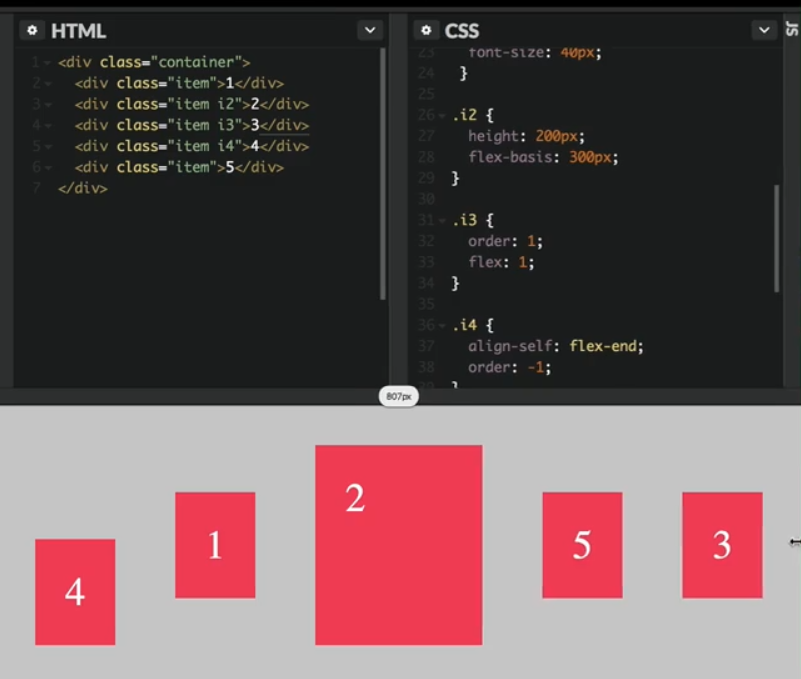 HTML
1 <div class="container">
2 <div class="item">1</div>
3 <div class="item i2">2</div>
4 <div class="item i3">3</div>
5 <div class="item i4">4</div>
6 <div class="item">5</div>
7 </div>
CSS
JS
23 font-size: 40px;
24 }
25
26 .i2 {
27 height: 200px;
28 flex-basis: 300px;
29 }
30
31 .i3 {
32 order: 1;
33 flex: 1;
34 }
35
36 .i4 {
37 align-self: flex-end;
38 order: -1;
39 }
807px
4
1
2
5
3